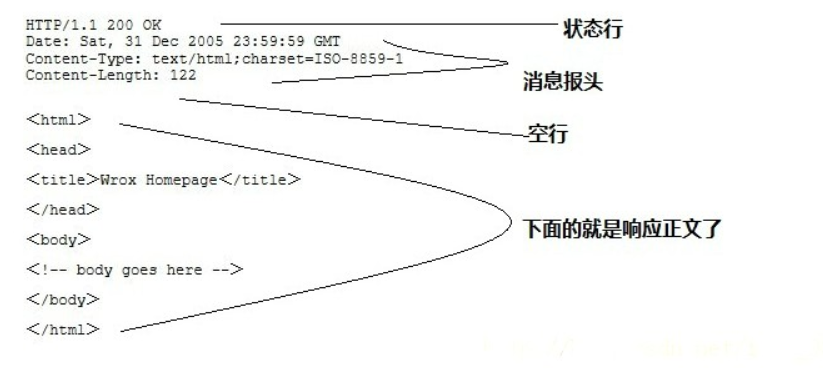 HTTP/1.1 200 OK
状态行
Date: Sat, 31 Dec 2005 23:59:59 GMT
Content-Type: text/html;charset=ISO-8859-1
Content-Length: 122
消息报头
空行
<html>
<head>
<title>Wrox Homepage</title>
</head>
下面的就是响应正文了
<body>
<!-- body goes here -->
</body>
</html>